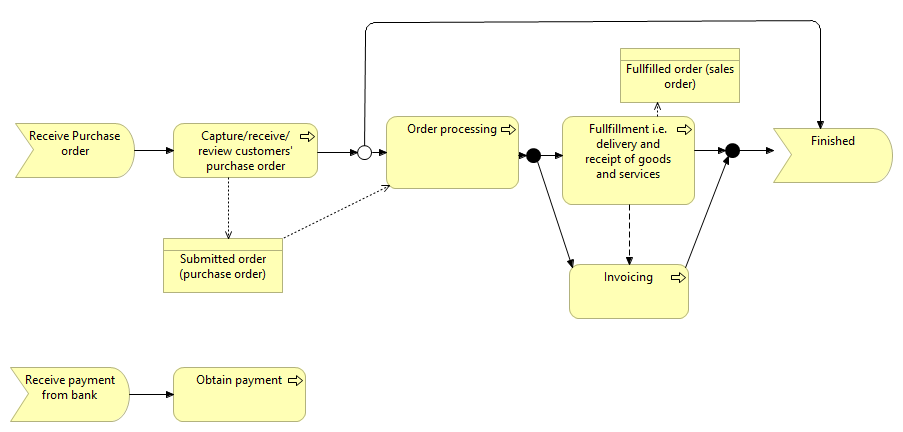 Receive Purchase
order
Capture/receive/
review customers'
purchase order
Order processing
Fullfillment i.e.
delivery and
receipt of goods
and services
Fullfilled order (sales
order)
Finished
Submitted order
(purchase order)
Invoicing
Receive payment
from bank
Obtain payment